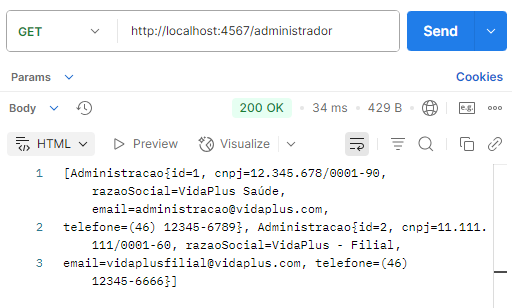 GET
http://localhost:4567/administrador
Send
Params
Cookies
Body
200 OK • 34 ms • 429 B
e.g.
HTML
Preview
Visualize
1 [Administracao{id=1, cnpj=12.345.678/0001-90,
razaoSocial=VidaPlus Saúde,
email=administracao@vidaplus.com,
2 telefone=(46) 12345-6789}, Administracao{id=2, cnpj=11.111.
111/0001-60, razaoSocial=VidaPlus - Filial,
3 email=vidaplusfilial@vidaplus.com, telefone=(46)
12345-6666}]